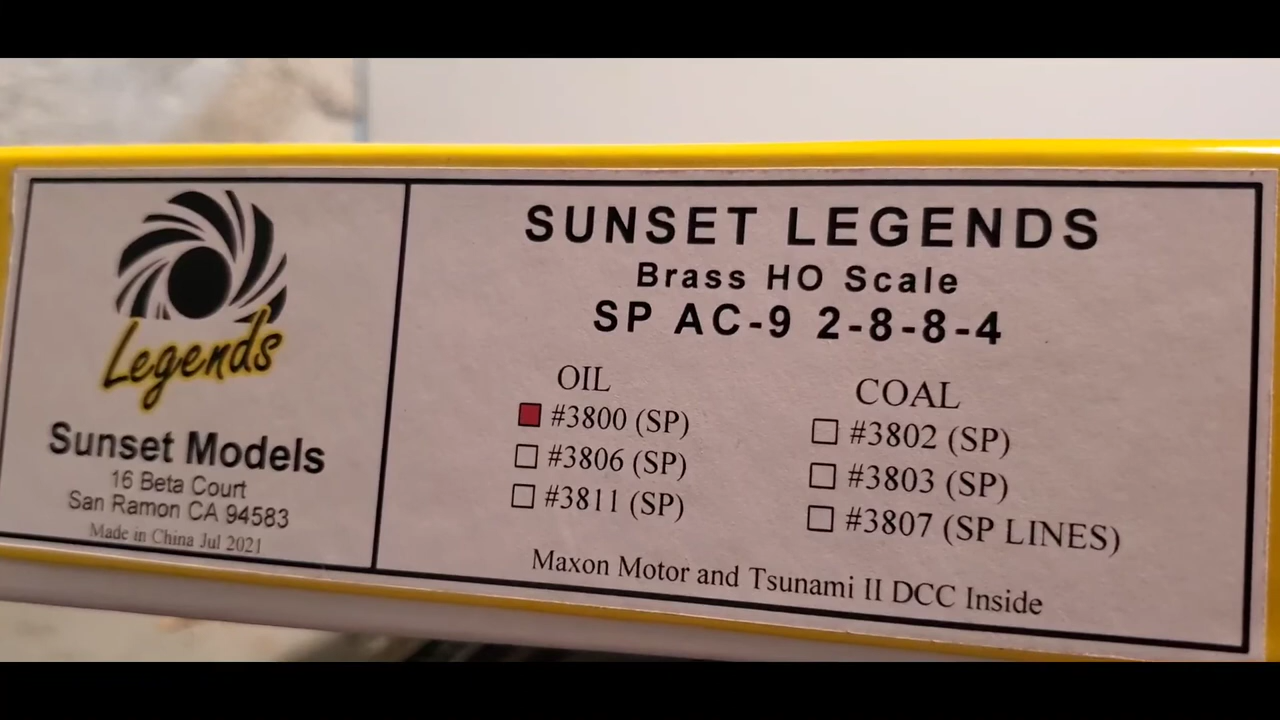 Legends
Sunset Models
16 Beta Court
San Ramon CA 94583
Made in China Jul 2021
SUNSET LEGENDS
Brass HO Scale
SP AC-9 2-8-8-4
OIL
#3800 (SP)
#3806 (SP)
#3811 (SP)
COAL
#3802 (SP)
#3803 (SP)
#3807 (SP LINES)
Maxon Motor and Tsunami II DCC Inside